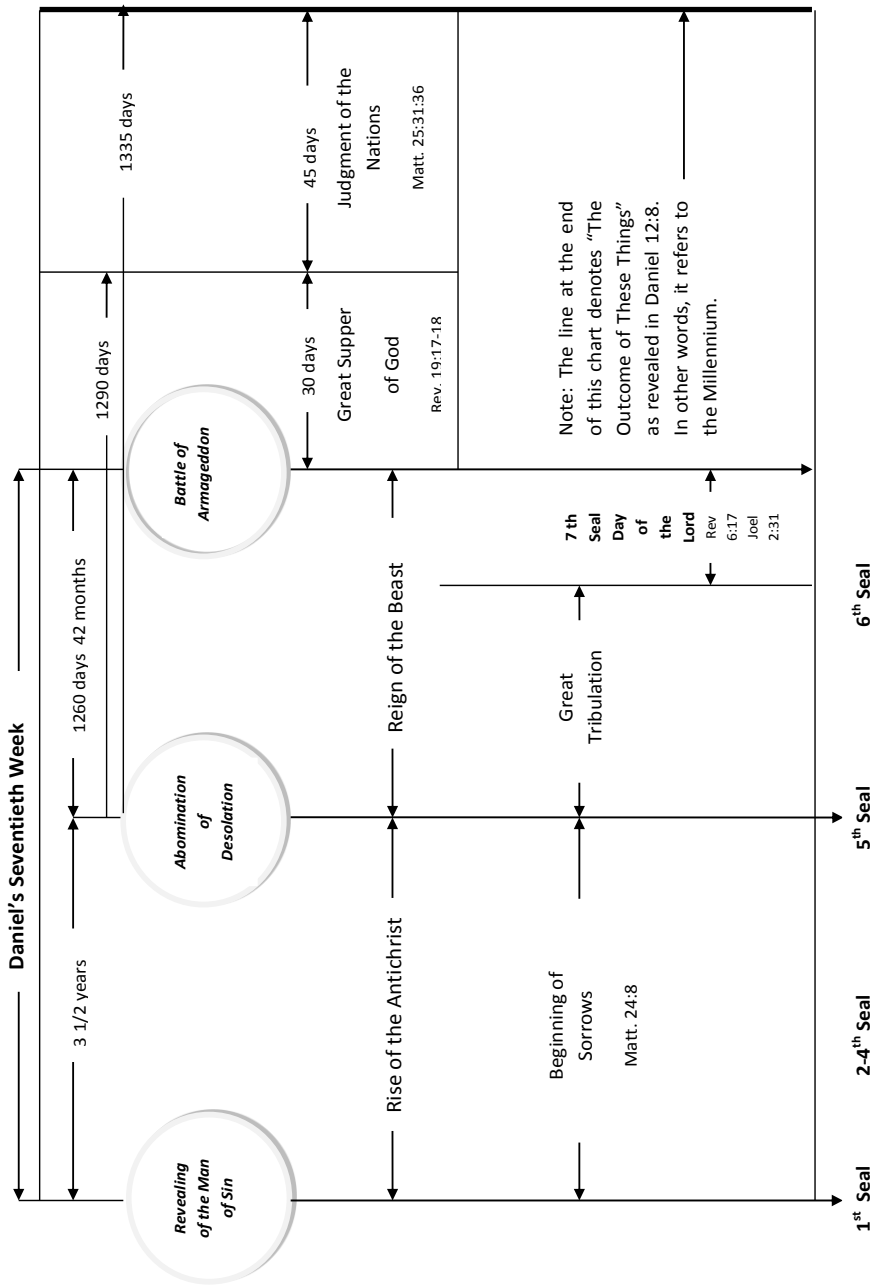 Daniel's Seventieth Week
3 1/2 years
1260 days 42 months
1290 days
1335 days
Revealing
of the Man
of Sin
Abomination
of
Desolation
Battle of
Armageddon
30 days
Great Supper
of God
Rev. 19:17-18
45 days
Judgment of the
Nations
Matt. 25:31:36
Rise of the Antichrist
Reign of the Beast
Beginning of
Sorrows
Matt. 24:8
Great
Tribulation
7 th
Seal
Day
of
the
Lord
Rev
6:17
Joel
2:31
Note: The line at the end
of this chart denotes “The
Outcome of These Things”
as revealed in Daniel 12:8.
In other words, it refers to
the Millennium.
1st Seal
2-4th Seal
5th Seal
6th Seal